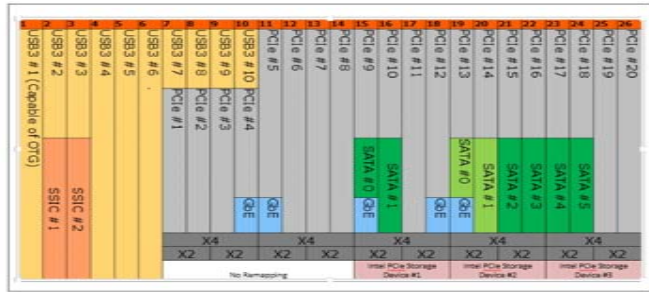 1 2 3 4 5 6 7 8 9 10 11 12 13 14 15 16 17 18 19 20 21 22 23 24 25 26
USB3 #1 (Capable of OTG)
USB3 #2
USB3 #3
USB3 #4
USB3 #5
USB3 #6
USB3 #7
USB3 #8
USB3 #9
USB3 #10
PCIe #5
PCIe #6
PCIe #7
PCIe #8
PCIe #9
PCIe #10
PCIe #11
PCIe #12
PCIe #13
PCIe #14
PCIe #15
PCIe #16
PCIe #17
PCIe #18
PCIe #19
PCIe #20
PCIe #1
PCIe #2
PCIe #3
PCIe #4
SSIC #1
SSIC #2
SATA #0
SATA #1
SATA #0
SATA #1
SATA #2
SATA #3
SATA #4
SATA #5
GbE GbE GbE GbE GbE
X4 X4 X4 X4 X4
X2 X2 X2 X2 X2 X2 X2 X2 X2 X2
No Remapping
Intel PCIe Storage
Device #1
Intel PCIe Storage
Device #2
Intel PCIe Storage
Device #3